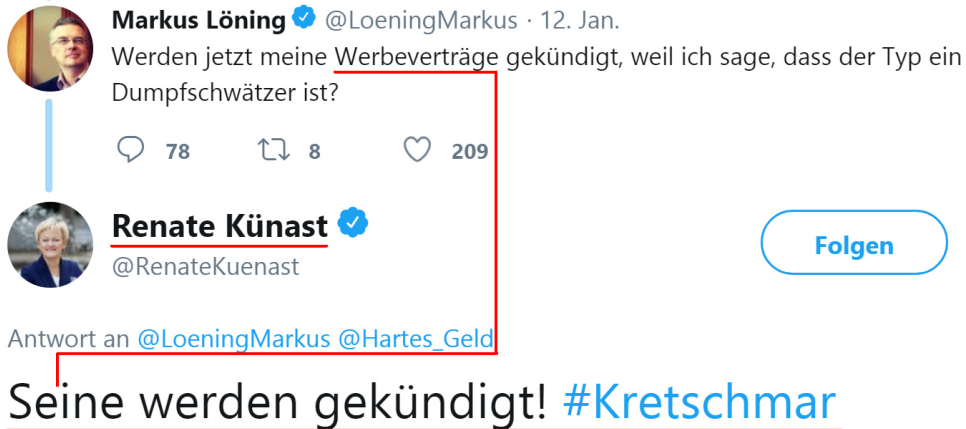 Markus Löning @LoeningMarkus · 12. Jan.
Werden jetzt meine Werbeverträge gekündigt, weil ich sage, dass der Typ ein
Dumpfschwätzer ist?
78 8 209
Renate Künast
@RenateKuenast
Folgen
Antwort an @LoeningMarkus @Hartes_Geld
Seine werden gekündigt! #Kretschmar